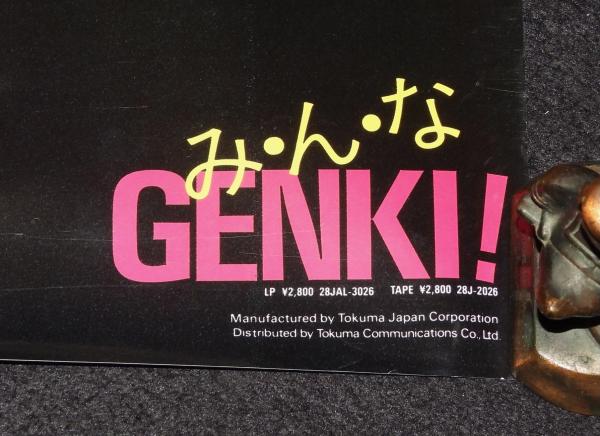 み・ん・な
GENKI!
LP ¥2,800 28JAL-3026 TAPE ¥2,800 28J-2026
Manufactured by Tokuma Japan Corporation
Distributed by Tokuma Communications Co., Ltd.